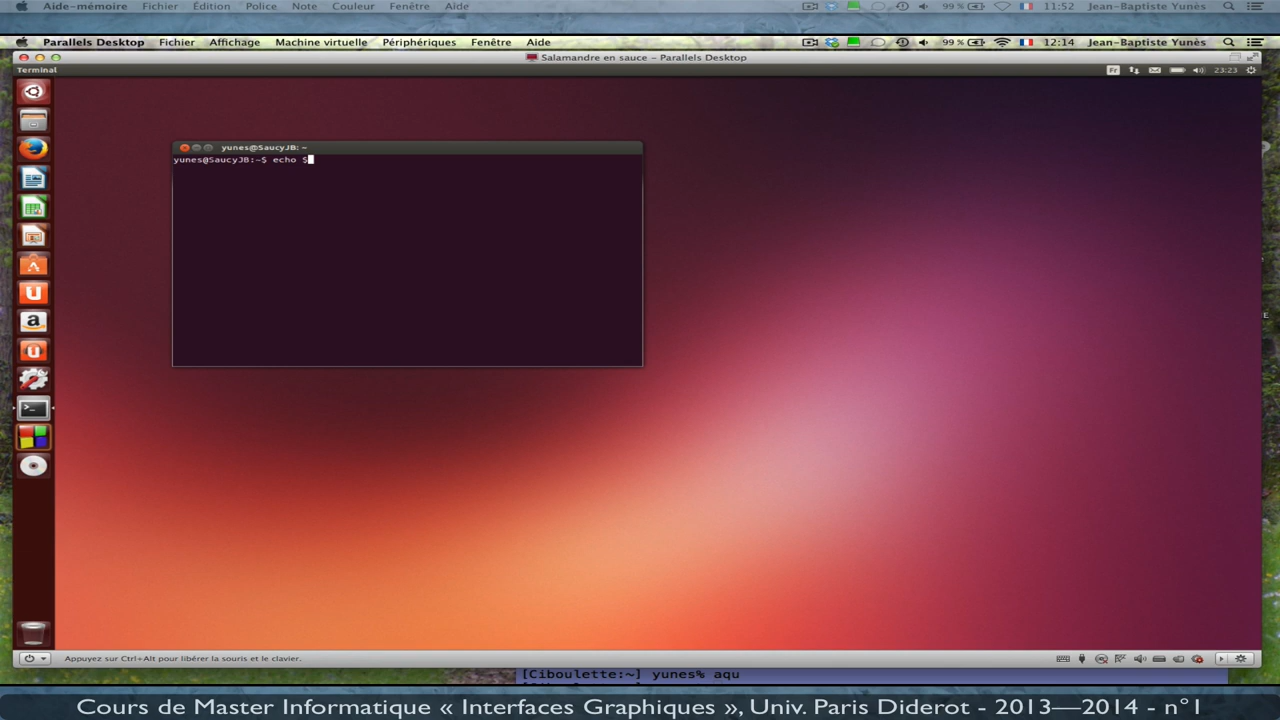 Aide-mémoire Fichier Édition Police Note Couleur Fenêtre Aide 99 % 11:52 Jean-Baptiste Yunès
Parallels Desktop Fichier Affichage Machine virtuelle Périphériques Fenêtre Aide 99 % 12:14 Jean-Baptiste Yunès
Salamandre en sauce – Parallels Desktop
Terminal Fr 23:23
yunes@SaucyJB: ~
yunes@SaucyJB:~$ echo $
Appuyez sur Ctrl+Alt pour libérer la souris et le clavier.
[Ciboulette:~] yunes% aqu
Cours de Master Informatique « Interfaces Graphiques », Univ. Paris Diderot - 2013—2014 - n°1